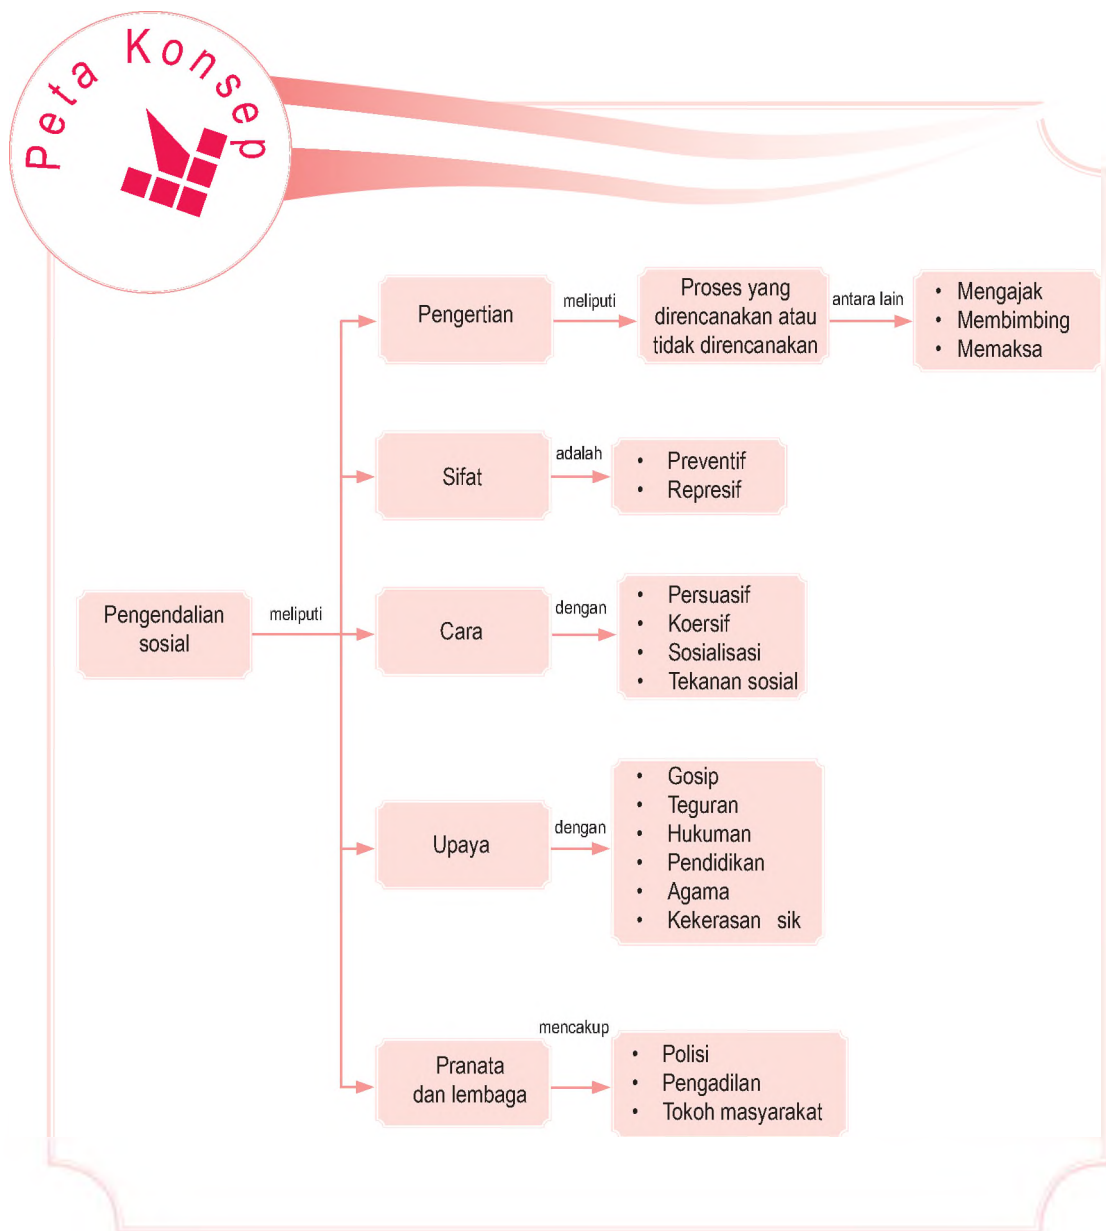 Peta Konsep
Pengendalian
sosial
meliputi
Pengertian
meliputi
Proses yang
direncanakan atau
tidak direncanakan
antara lain
• Mengajak
• Membimbing
• Memaksa
Sifat
adalah
• Preventif
• Represif
Cara
dengan
• Persuasif
• Koersif
• Sosialisasi
• Tekanan sosial
Upaya
dengan
• Gosip
• Teguran
• Hukuman
• Pendidikan
• Agama
• Kekerasan sik
Pranata
dan lembaga
mencakup
• Polisi
• Pengadilan
• Tokoh masyarakat